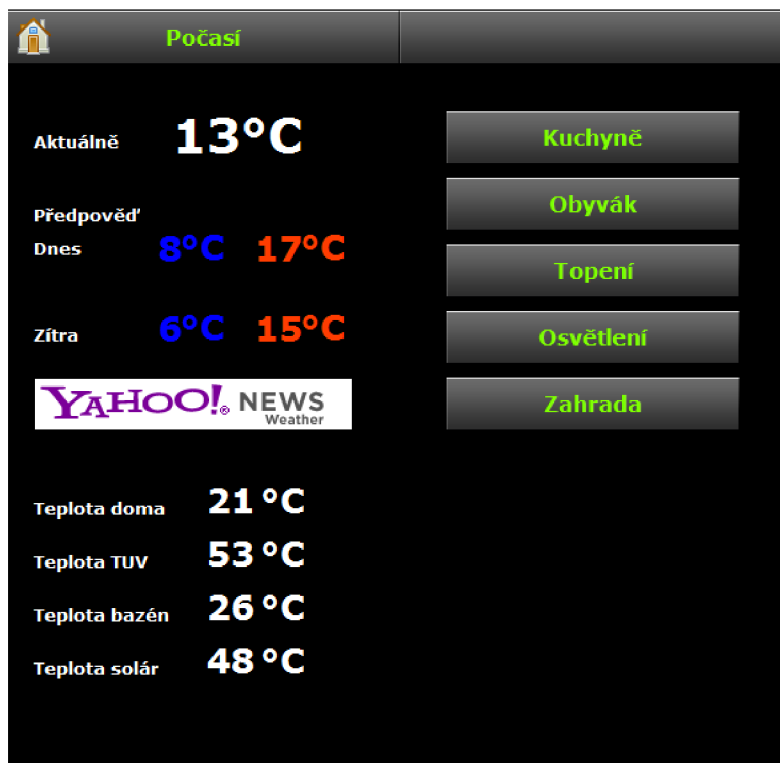 Počasí
Aktuálně 13°C
Předpověď
Dnes 8°C 17°C
Zítra 6°C 15°C
YAHOO!® NEWS
Weather
Teplota doma 21 °C
Teplota TUV 53 °C
Teplota bazén 26 °C
Teplota solár 48 °C
Kuchyně
Obyvák
Topení
Osvětlení
Zahrada